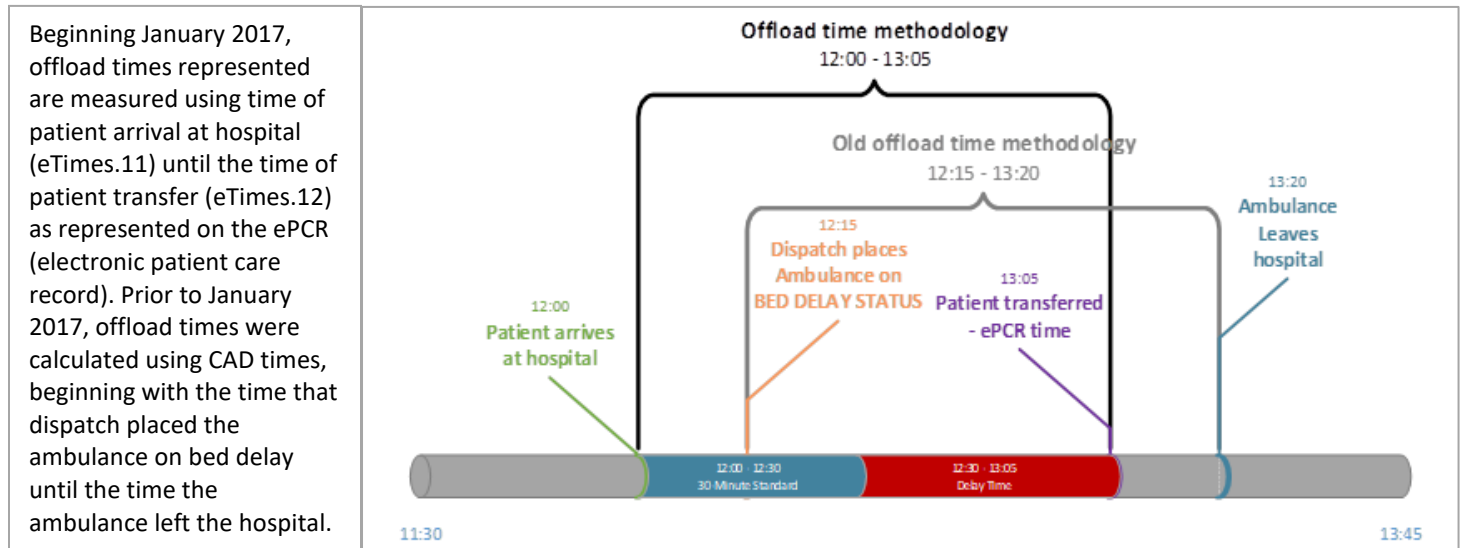 Beginning January 2017,
offload times represented
are measured using time of
patient arrival at hospital
(eTimes.11) until the time of
patient transfer (eTimes.12)
as represented on the ePCR
(electronic patient care
record). Prior to January
2017, offload times were
calculated using CAD times,
beginning with the time that
dispatch placed the
ambulance on bed delay
until the time the
ambulance left the hospital.
Offload time methodology
12:00 - 13:05
Old offload time methodology
12:15 - 13:20
13:20
Ambulance
Leaves
hospital
12:15
Dispatch places
Ambulance on
BED DELAY STATUS
13:05
Patient transferred
- ePCR time
12:00
Patient arrives
at hospital
12:00 - 12:30
30-Minute Standard
12:30 - 13:05
Delay Time
11:30
13:45